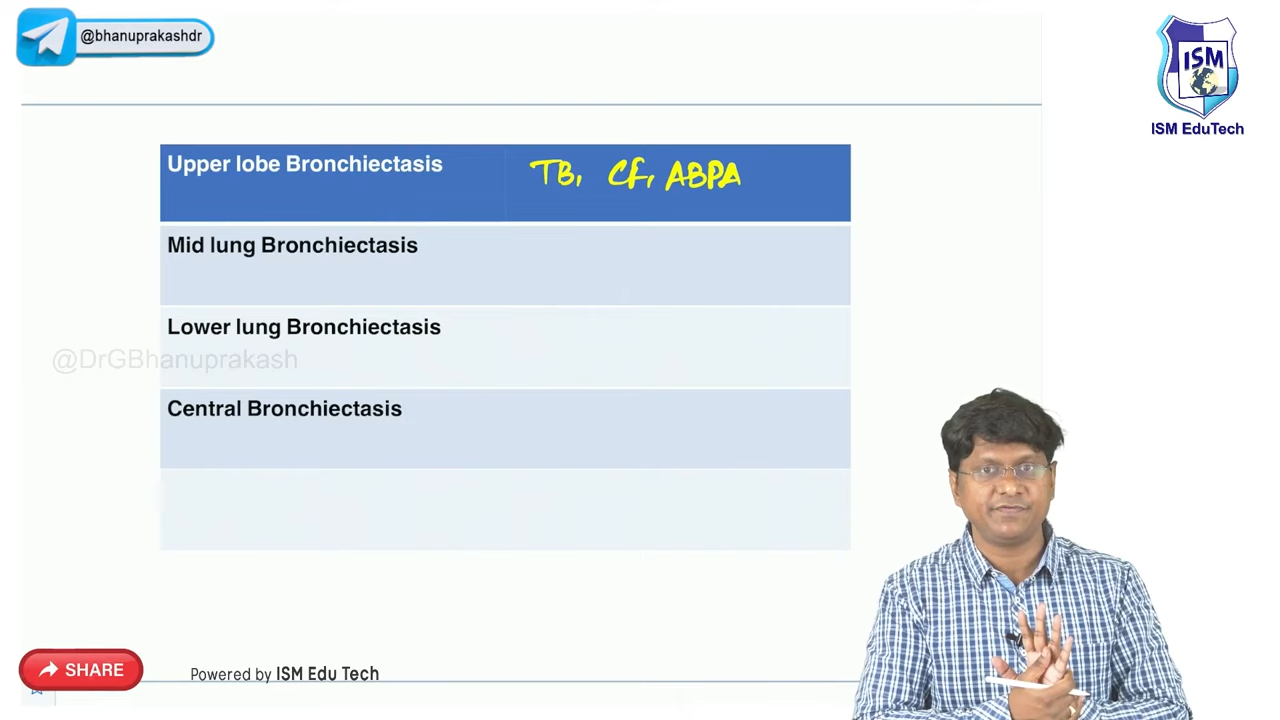 @bhanuprakashdr
ISM
ISM EduTech
Upper lobe Bronchiectasis TB, CF, ABPA
Mid lung Bronchiectasis
Lower lung Bronchiectasis
@DrGBhanuprakash
Central Bronchiectasis
SHARE
Powered by ISM Edu Tech